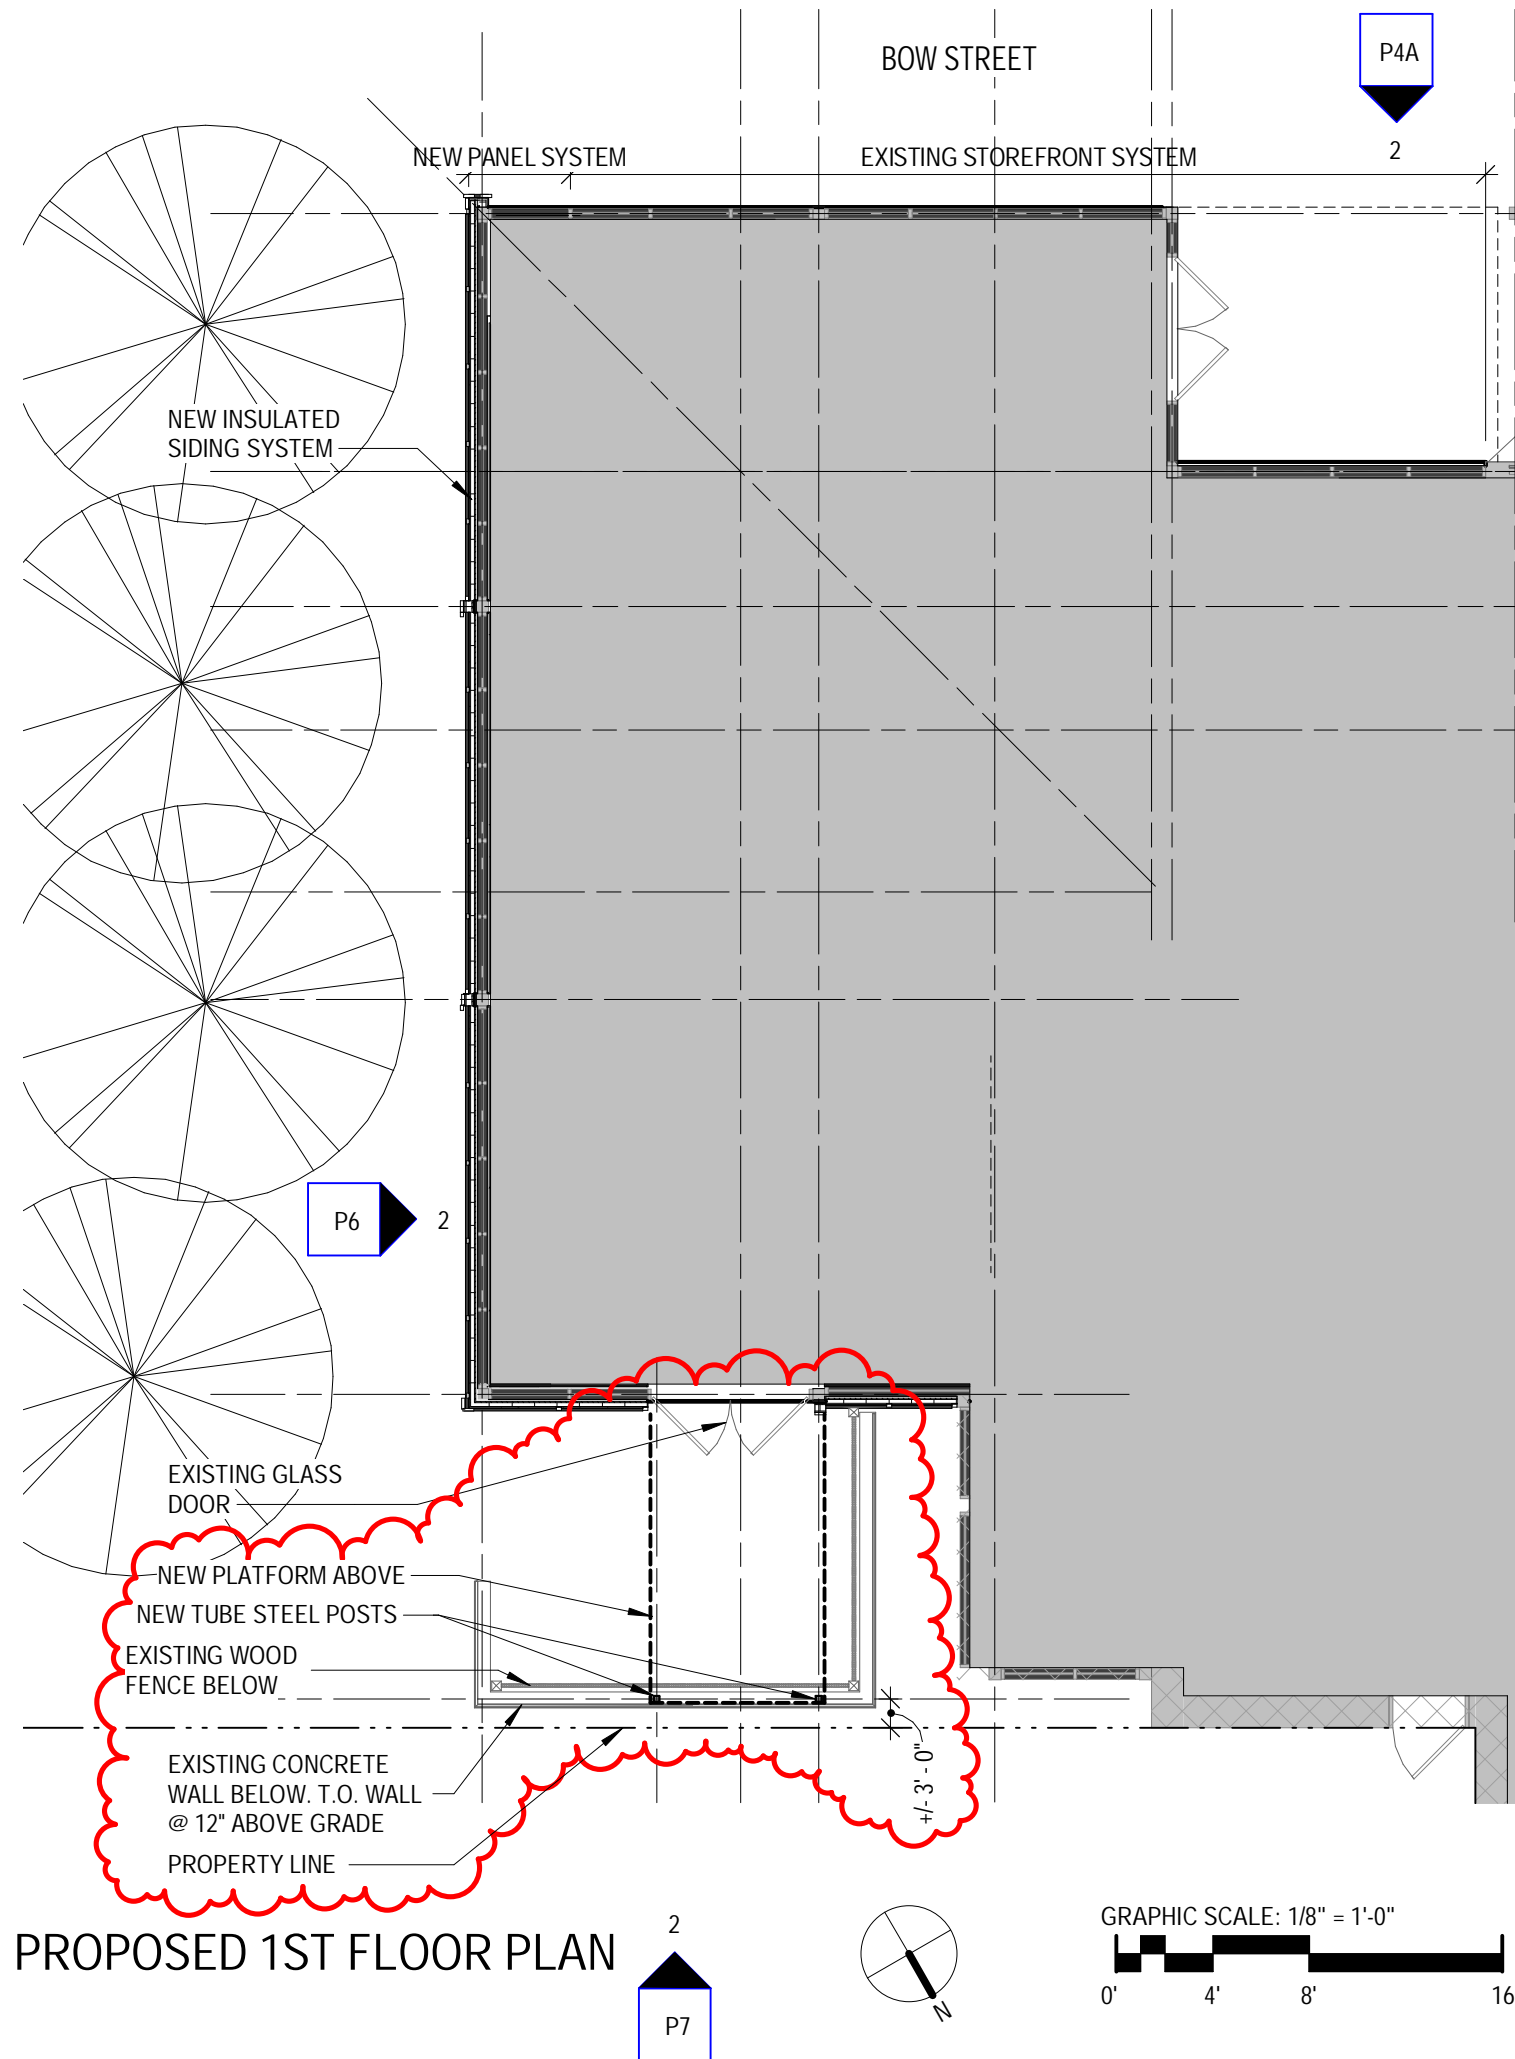 BOW STREET
P4A
2
NEW PANEL SYSTEM
EXISTING STOREFRONT SYSTEM
NEW INSULATED
SIDING SYSTEM
P6
2
EXISTING GLASS
DOOR
NEW PLATFORM ABOVE
NEW TUBE STEEL POSTS
EXISTING WOOD
FENCE BELOW
EXISTING CONCRETE
WALL BELOW. T.O. WALL
@ 12" ABOVE GRADE
PROPERTY LINE
+/- 3' - 0"
PROPOSED 1ST FLOOR PLAN
2
P7
N
GRAPHIC SCALE: 1/8" = 1'-0"
0'
4'
8'
16